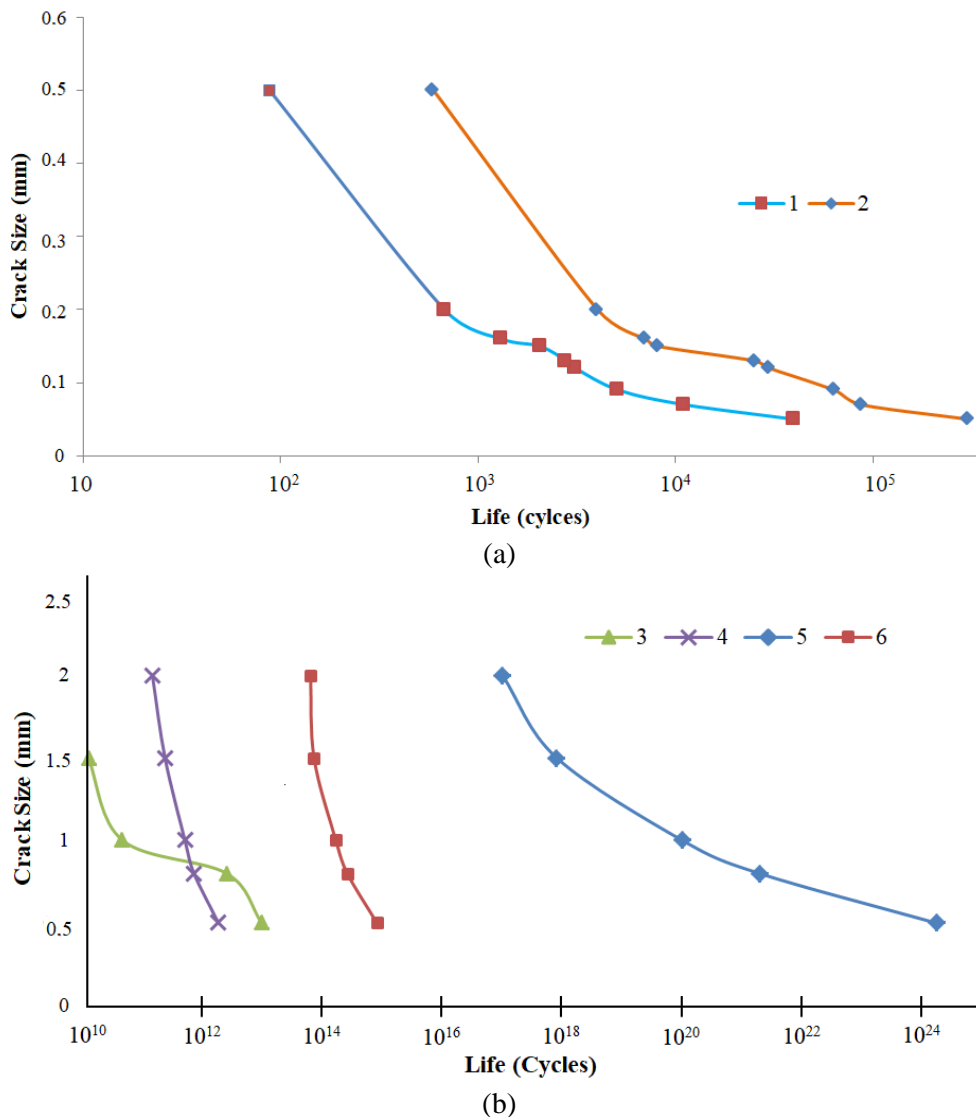 0.6
0.5
0.4
0.3
0.2
0.1
0
Crack Size (mm)
1 2
10 10² 10³ 10⁴ 10⁵
Life (cylces)
(a)
2.5
2
1.5
1
0.5
0
Crack Size (mm)
3 4 5 6
10¹⁰ 10¹² 10¹⁴ 10¹⁶ 10¹⁸ 10²⁰ 10²² 10²⁴
Life (Cycles)
(b)